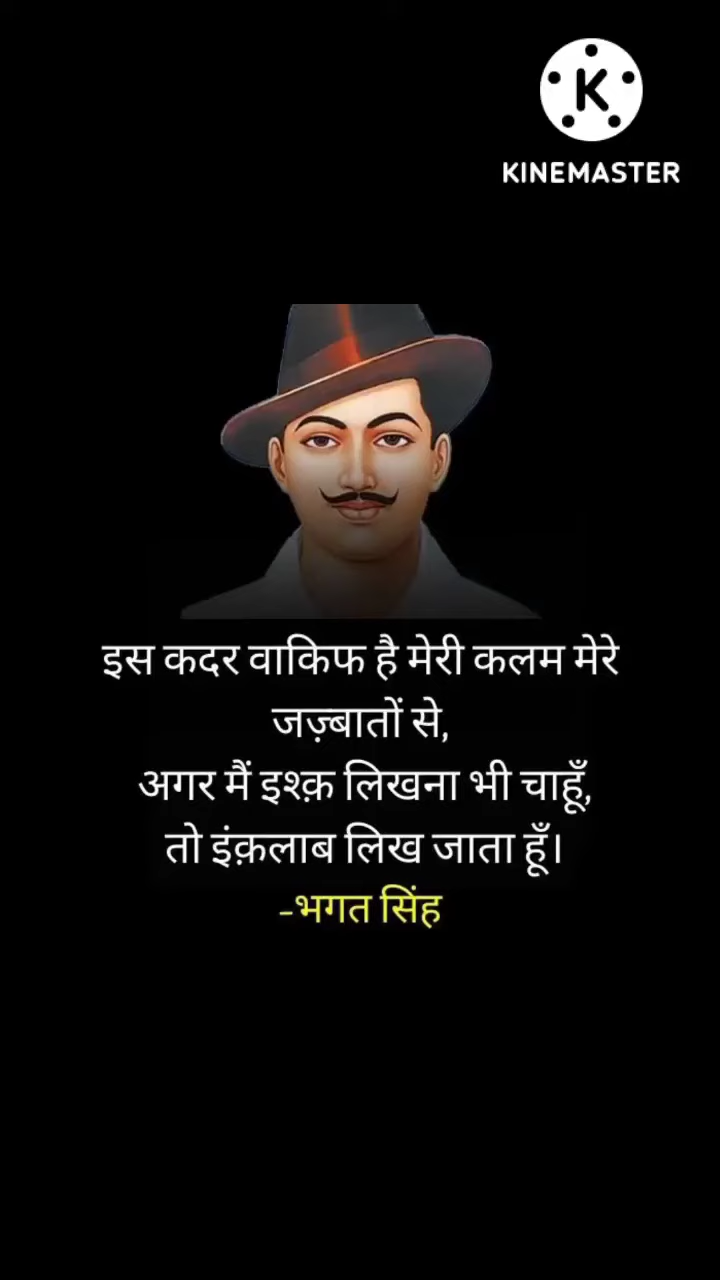 K
KINEMASTER
इस कदर वाकिफ है मेरी कलम मेरे
जज़्बातों से,
अगर मैं इश्क़ लिखना भी चाहूँ,
तो इंक़लाब लिख जाता हूँ।
-भगत सिंह